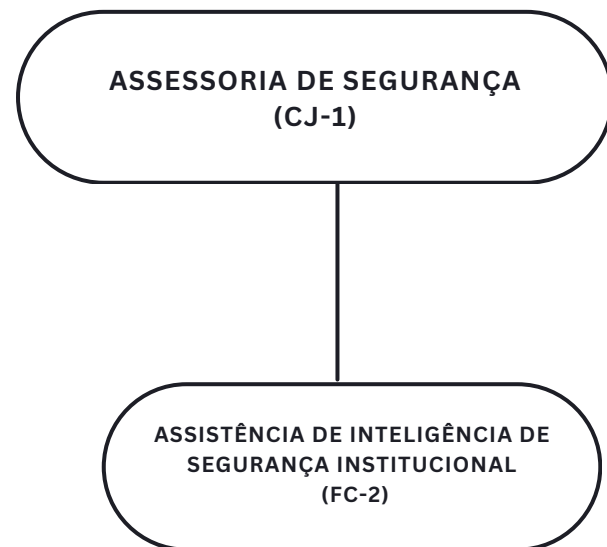 ASSESSORIA DE SEGURANÇA
(CJ-1)
ASSISTÊNCIA DE INTELIGÊNCIA DE
SEGURANÇA INSTITUCIONAL
(FC-2)